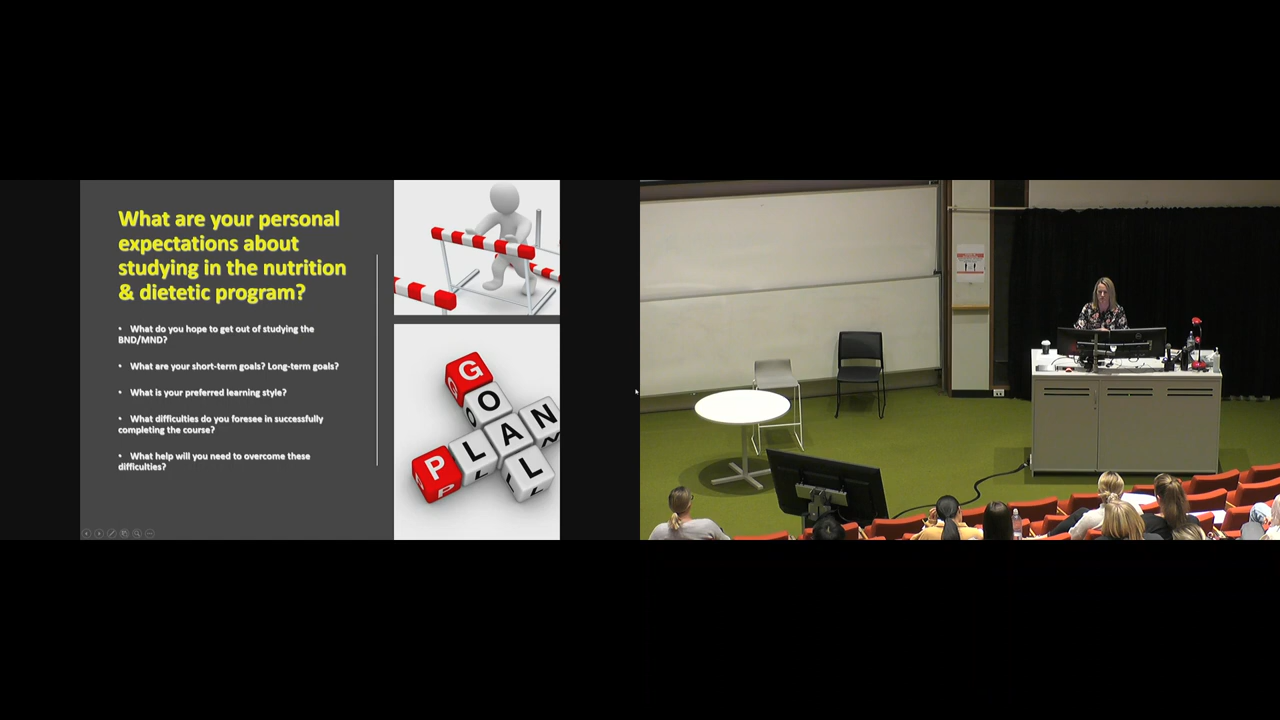 What are your personal
expectations about
studying in the nutrition
& dietetic program?
• What do you hope to get out of studying the
BND/MND?
• What are your short-term goals? Long-term goals?
• What is your preferred learning style?
• What difficulties do you foresee in successfully
completing the course?
• What help will you need to overcome these
difficulties?
GOAL
PLAN